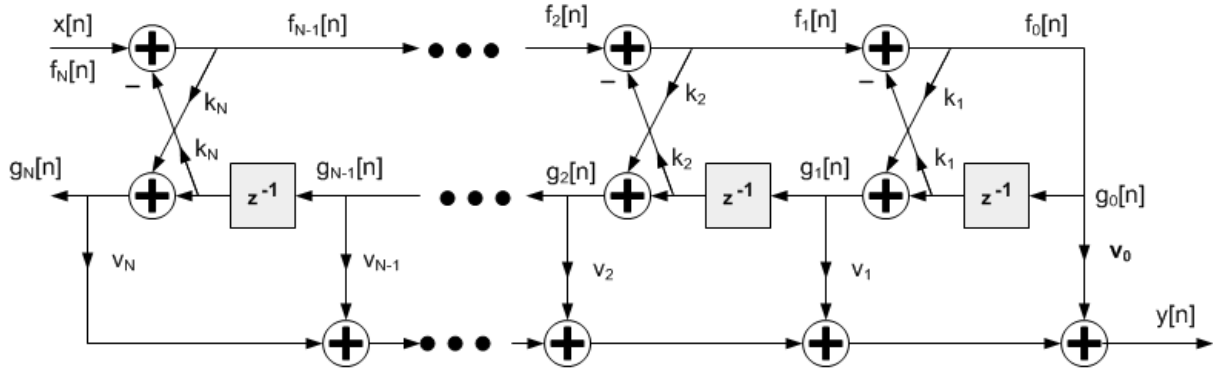 x[n]
f_N[n]
f_{N-1}[n]
f_2[n]
f_1[n]
f_0[n]
–
–
–
k_N
k_2
k_1
k_N
k_2
k_1
g_N[n]
z^{-1}
g_{N-1}[n]
g_2[n]
z^{-1}
g_1[n]
z^{-1}
g_0[n]
v_N
v_{N-1}
v_2
v_1
v_0
y[n]